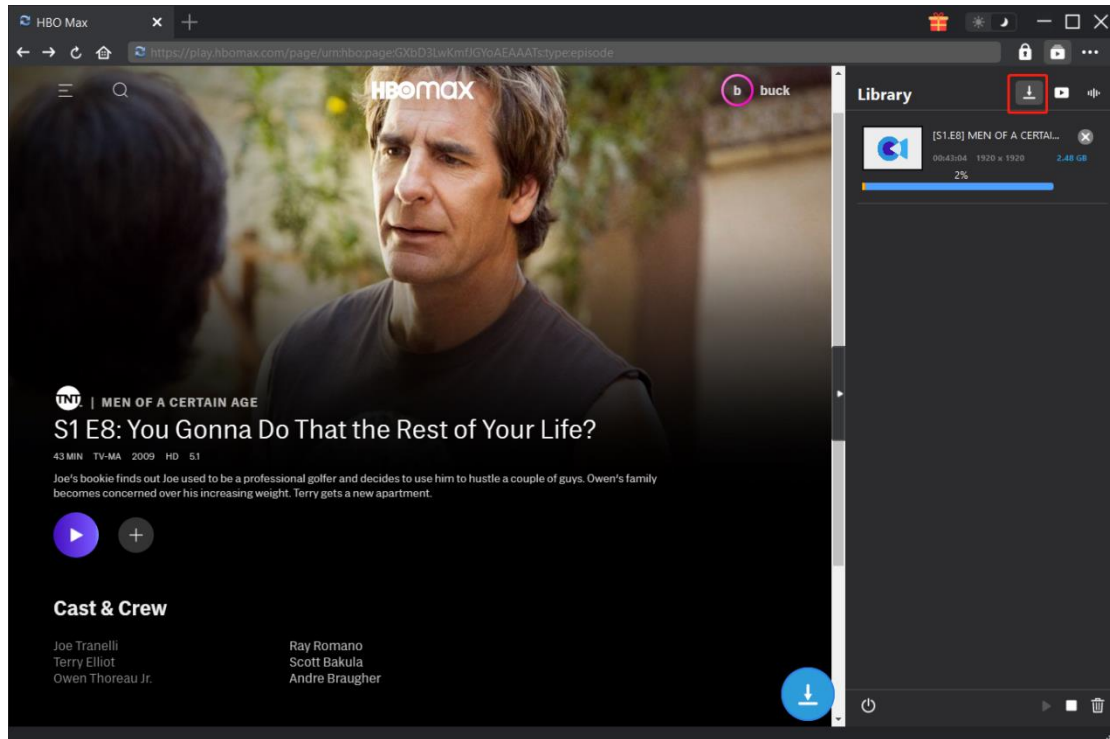 HBO Max
https://play.hbomax.com/page/urn:hbo:page:GXbD3LwKmfJGYoAEAAATs:type:episode
HBOmax
b buck
Library
[S1.E8] MEN OF A CERTAI...
00:43:04 1920 x 1920 2.48 GB
2%
TNT | MEN OF A CERTAIN AGE
S1 E8: You Gonna Do That the Rest of Your Life?
43 MIN TV-MA 2009 HD 5.1
Joe's bookie finds out Joe used to be a professional golfer and decides to use him to hustle a couple of guys. Owen's family
becomes concerned over his increasing weight. Terry gets a new apartment.
Cast & Crew
Joe Tranelli Ray Romano
Terry Elliot Scott Bakula
Owen Thoreau Jr. Andre Braugher